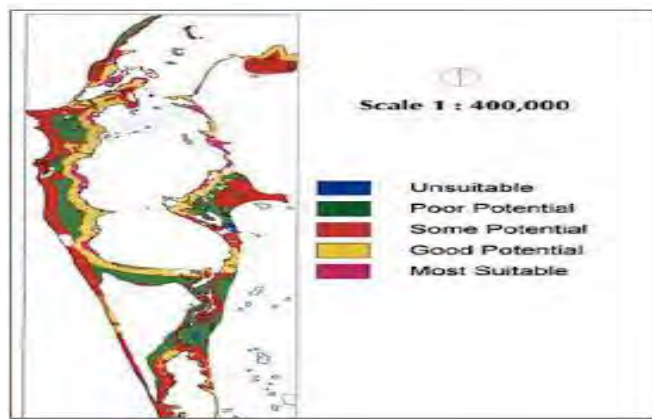 Scale 1 : 400,000
Unsuitable
Poor Potential
Some Potential
Good Potential
Most Suitable